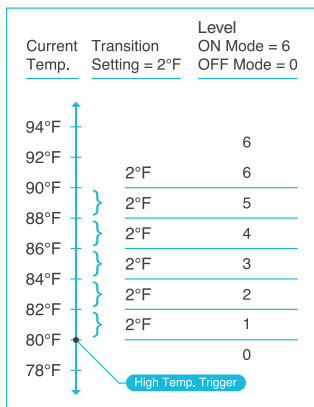 Level
Current Transition ON Mode = 6
Temp. Setting = 2°F OFF Mode = 0
94°F
6
92°F
2°F 6
90°F
2°F 5
88°F
2°F 4
86°F
2°F 3
84°F
2°F 2
82°F
2°F 1
80°F
0
78°F
High Temp. Trigger